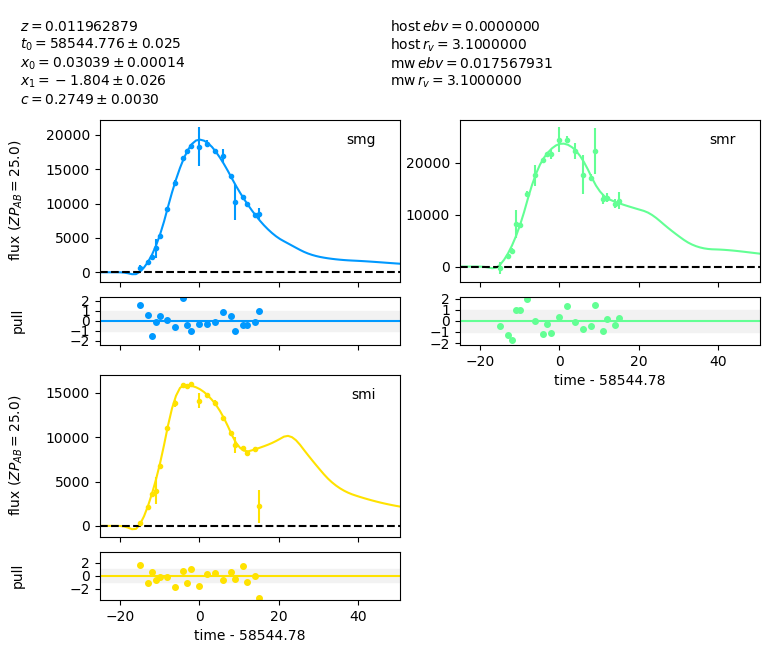 z = 0.011962879
t₀ = 58544.776 ± 0.025
x₀ = 0.03039 ± 0.00014
x₁ = −1.804 ± 0.026
c = 0.2749 ± 0.0030
host ebv = 0.0000000
host r_v = 3.1000000
mw ebv = 0.017567931
mw r_v = 3.1000000
flux (ZP_AB = 25.0)
20000
15000
10000
5000
0
smg
pull
2
1
0
−1
−2
20000
10000
0
smr
2
1
0
−1
−2
−20 0 20 40
time - 58544.78
flux (ZP_AB = 25.0)
15000
10000
5000
0
smi
pull
2
0
−2
−20 0 20 40
time - 58544.78